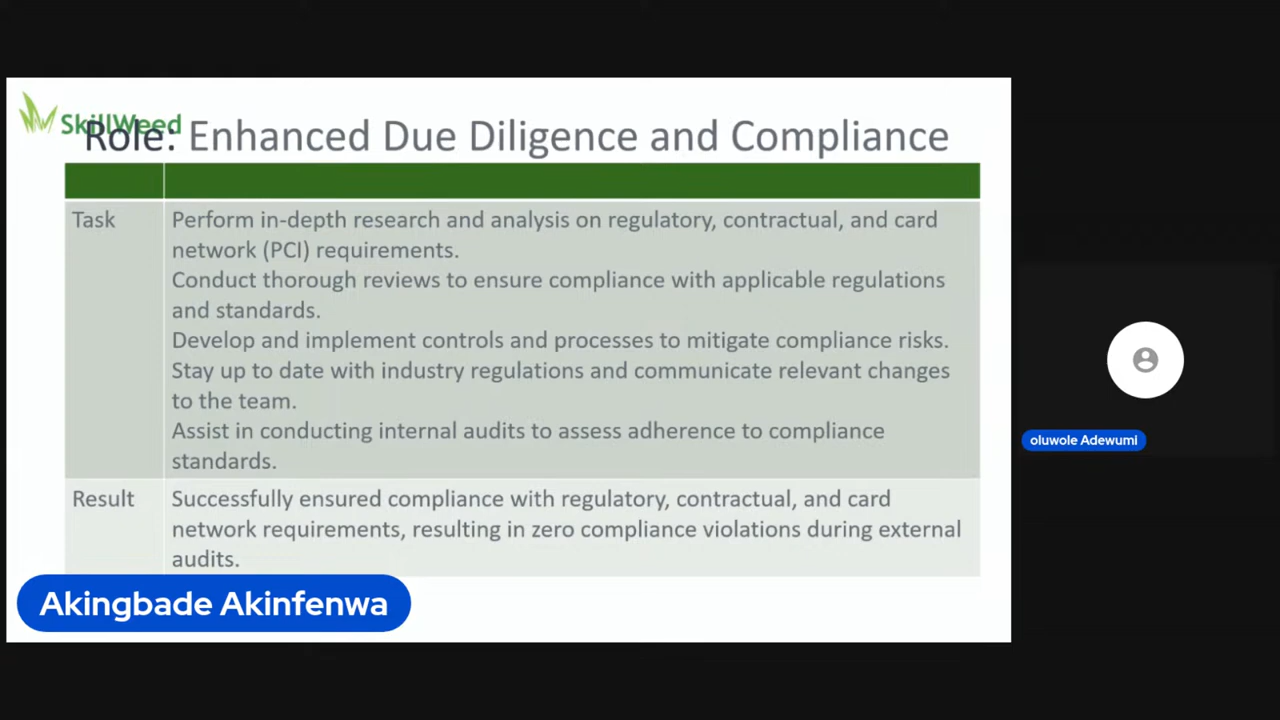 SkillWeed
Role: Enhanced Due Diligence and Compliance
Task
Perform in-depth research and analysis on regulatory, contractual, and card
network (PCI) requirements.
Conduct thorough reviews to ensure compliance with applicable regulations
and standards.
Develop and implement controls and processes to mitigate compliance risks.
Stay up to date with industry regulations and communicate relevant changes
to the team.
Assist in conducting internal audits to assess adherence to compliance
standards.
Result
Successfully ensured compliance with regulatory, contractual, and card
network requirements, resulting in zero compliance violations during external
audits.
Akingbade Akinfenwa
oluwole Adewumi